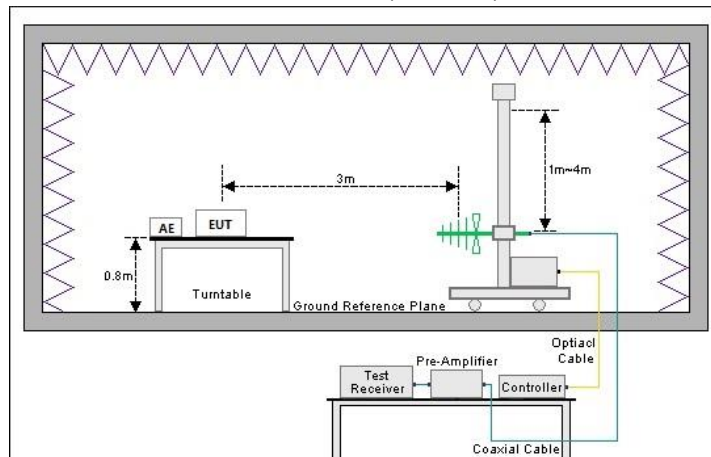 1m~4m
3m
AE
EUT
0.8m
Turntable
Ground Reference Plane
Optiacl
Cable
Pre-Amplifier
Test
Receiver
Controller
Coaxial Cable